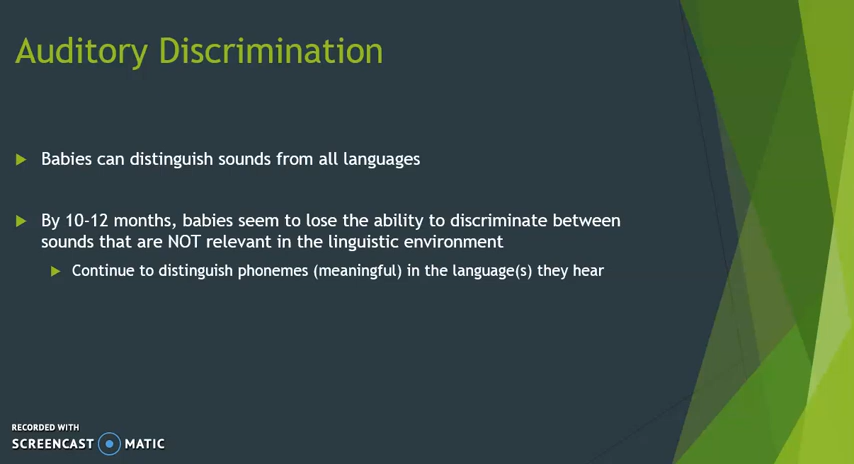 Auditory Discrimination
Babies can distinguish sounds from all languages
By 10-12 months, babies seem to lose the ability to discriminate between
sounds that are NOT relevant in the linguistic environment
Continue to distinguish phonemes (meaningful) in the language(s) they hear
RECORDED WITH
SCREENCAST MATIC